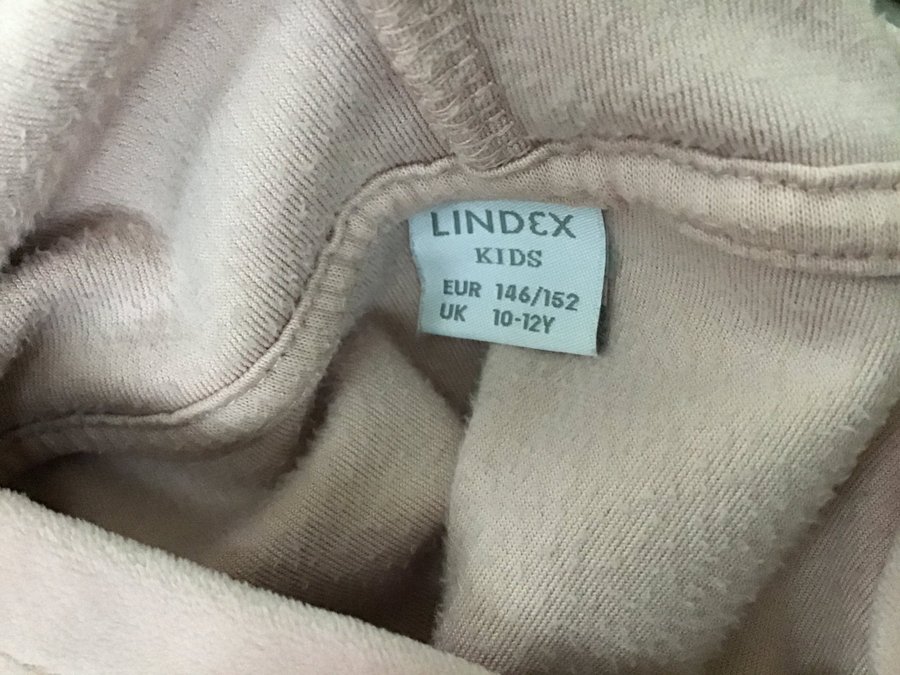 LINDEX
KIDS
EUR 146/152
UK 10-12Y